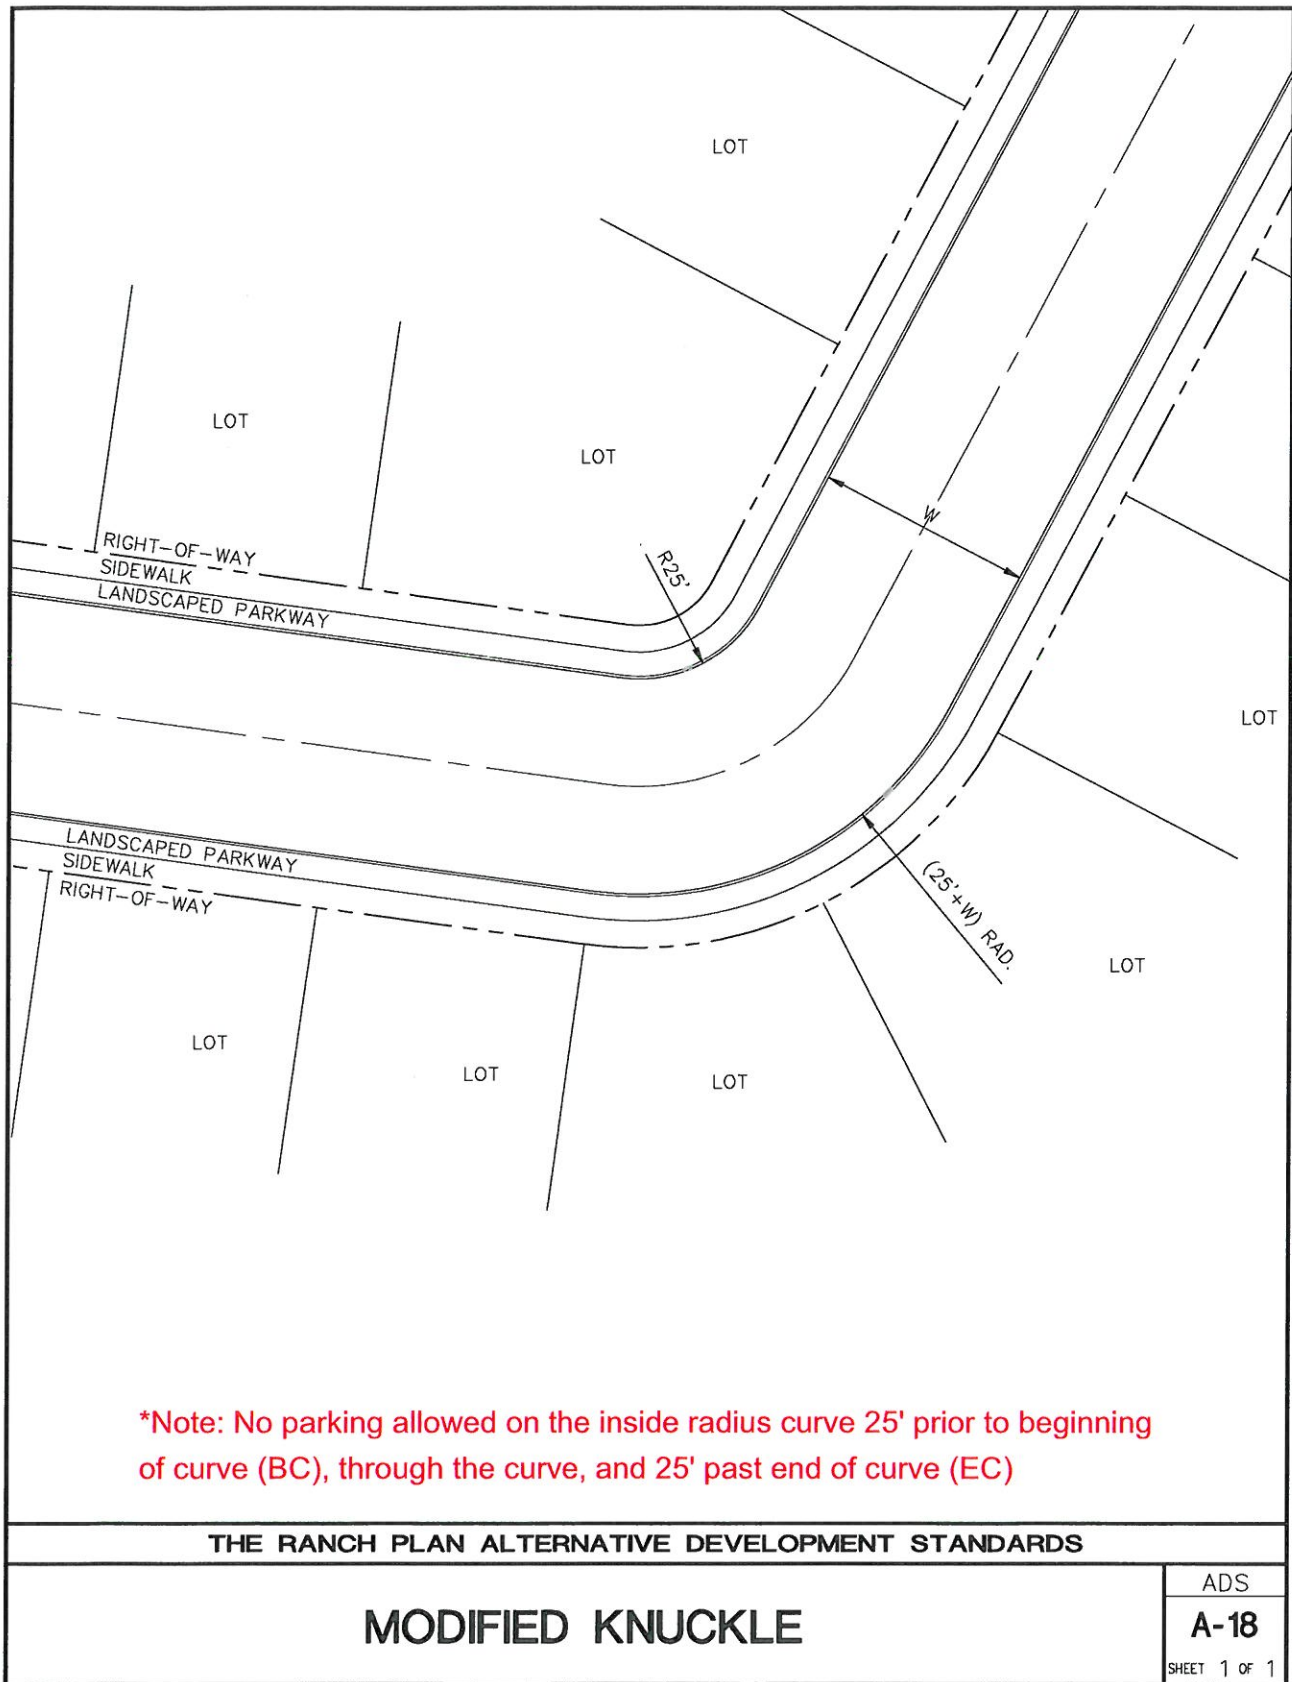 LOT
LOT
LOT
W
R25'
RIGHT-OF-WAY
SIDEWALK
LANDSCAPED PARKWAY
LOT
LANDSCAPED PARKWAY
SIDEWALK
RIGHT-OF-WAY
(25'+W) RAD.
LOT
LOT
LOT
LOT
*Note: No parking allowed on the inside radius curve 25' prior to beginning
of curve (BC), through the curve, and 25' past end of curve (EC)
THE RANCH PLAN ALTERNATIVE DEVELOPMENT STANDARDS
MODIFIED KNUCKLE
ADS
A-18
SHEET 1 OF 1